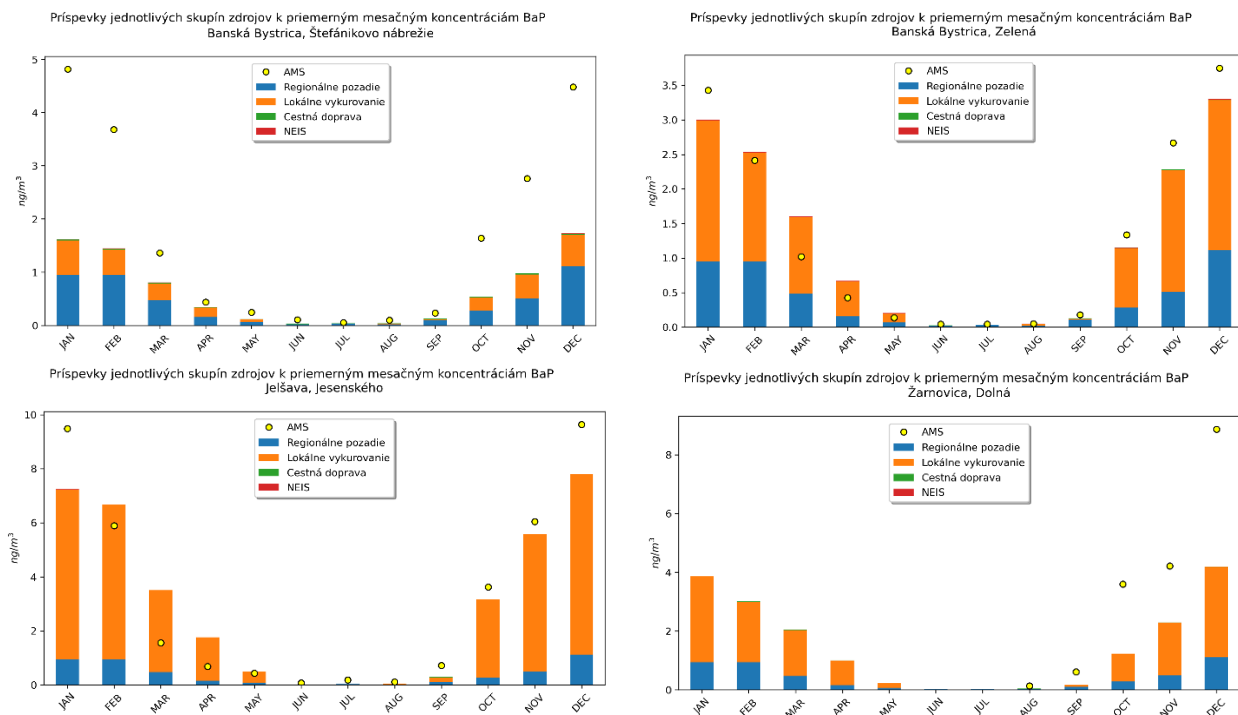 Príspevky jednotlivých skupín zdrojov k priemerným mesačným koncentráciám BaP
Banská Bystrica, Štefánikovo nábrežie
5
4
3
2
1
0
ng/m³
AMS
Regionálne pozadie
Lokálne vykurovanie
Cestná doprava
NEIS
JAN
FEB
MAR
APR
MAY
JUN
JUL
AUG
SEP
OCT
NOV
DEC
Príspevky jednotlivých skupín zdrojov k priemerným mesačným koncentráciám BaP
Banská Bystrica, Zelená
3.5
3.0
2.5
2.0
1.5
1.0
0.5
0.0
ng/m³
AMS
Regionálne pozadie
Lokálne vykurovanie
Cestná doprava
NEIS
JAN
FEB
MAR
APR
MAY
JUN
JUL
AUG
SEP
OCT
NOV
DEC
Príspevky jednotlivých skupín zdrojov k priemerným mesačným koncentráciám BaP
Jelšava, Jesenského
10
8
6
4
2
0
ng/m³
AMS
Regionálne pozadie
Lokálne vykurovanie
Cestná doprava
NEIS
JAN
FEB
MAR
APR
MAY
JUN
JUL
AUG
SEP
OCT
NOV
DEC
Príspevky jednotlivých skupín zdrojov k priemerným mesačným koncentráciám BaP
Žarnovica, Dolná
8
6
4
2
0
ng/m³
AMS
Regionálne pozadie
Lokálne vykurovanie
Cestná doprava
NEIS
JAN
FEB
MAR
APR
MAY
JUN
JUL
AUG
SEP
OCT
NOV
DEC